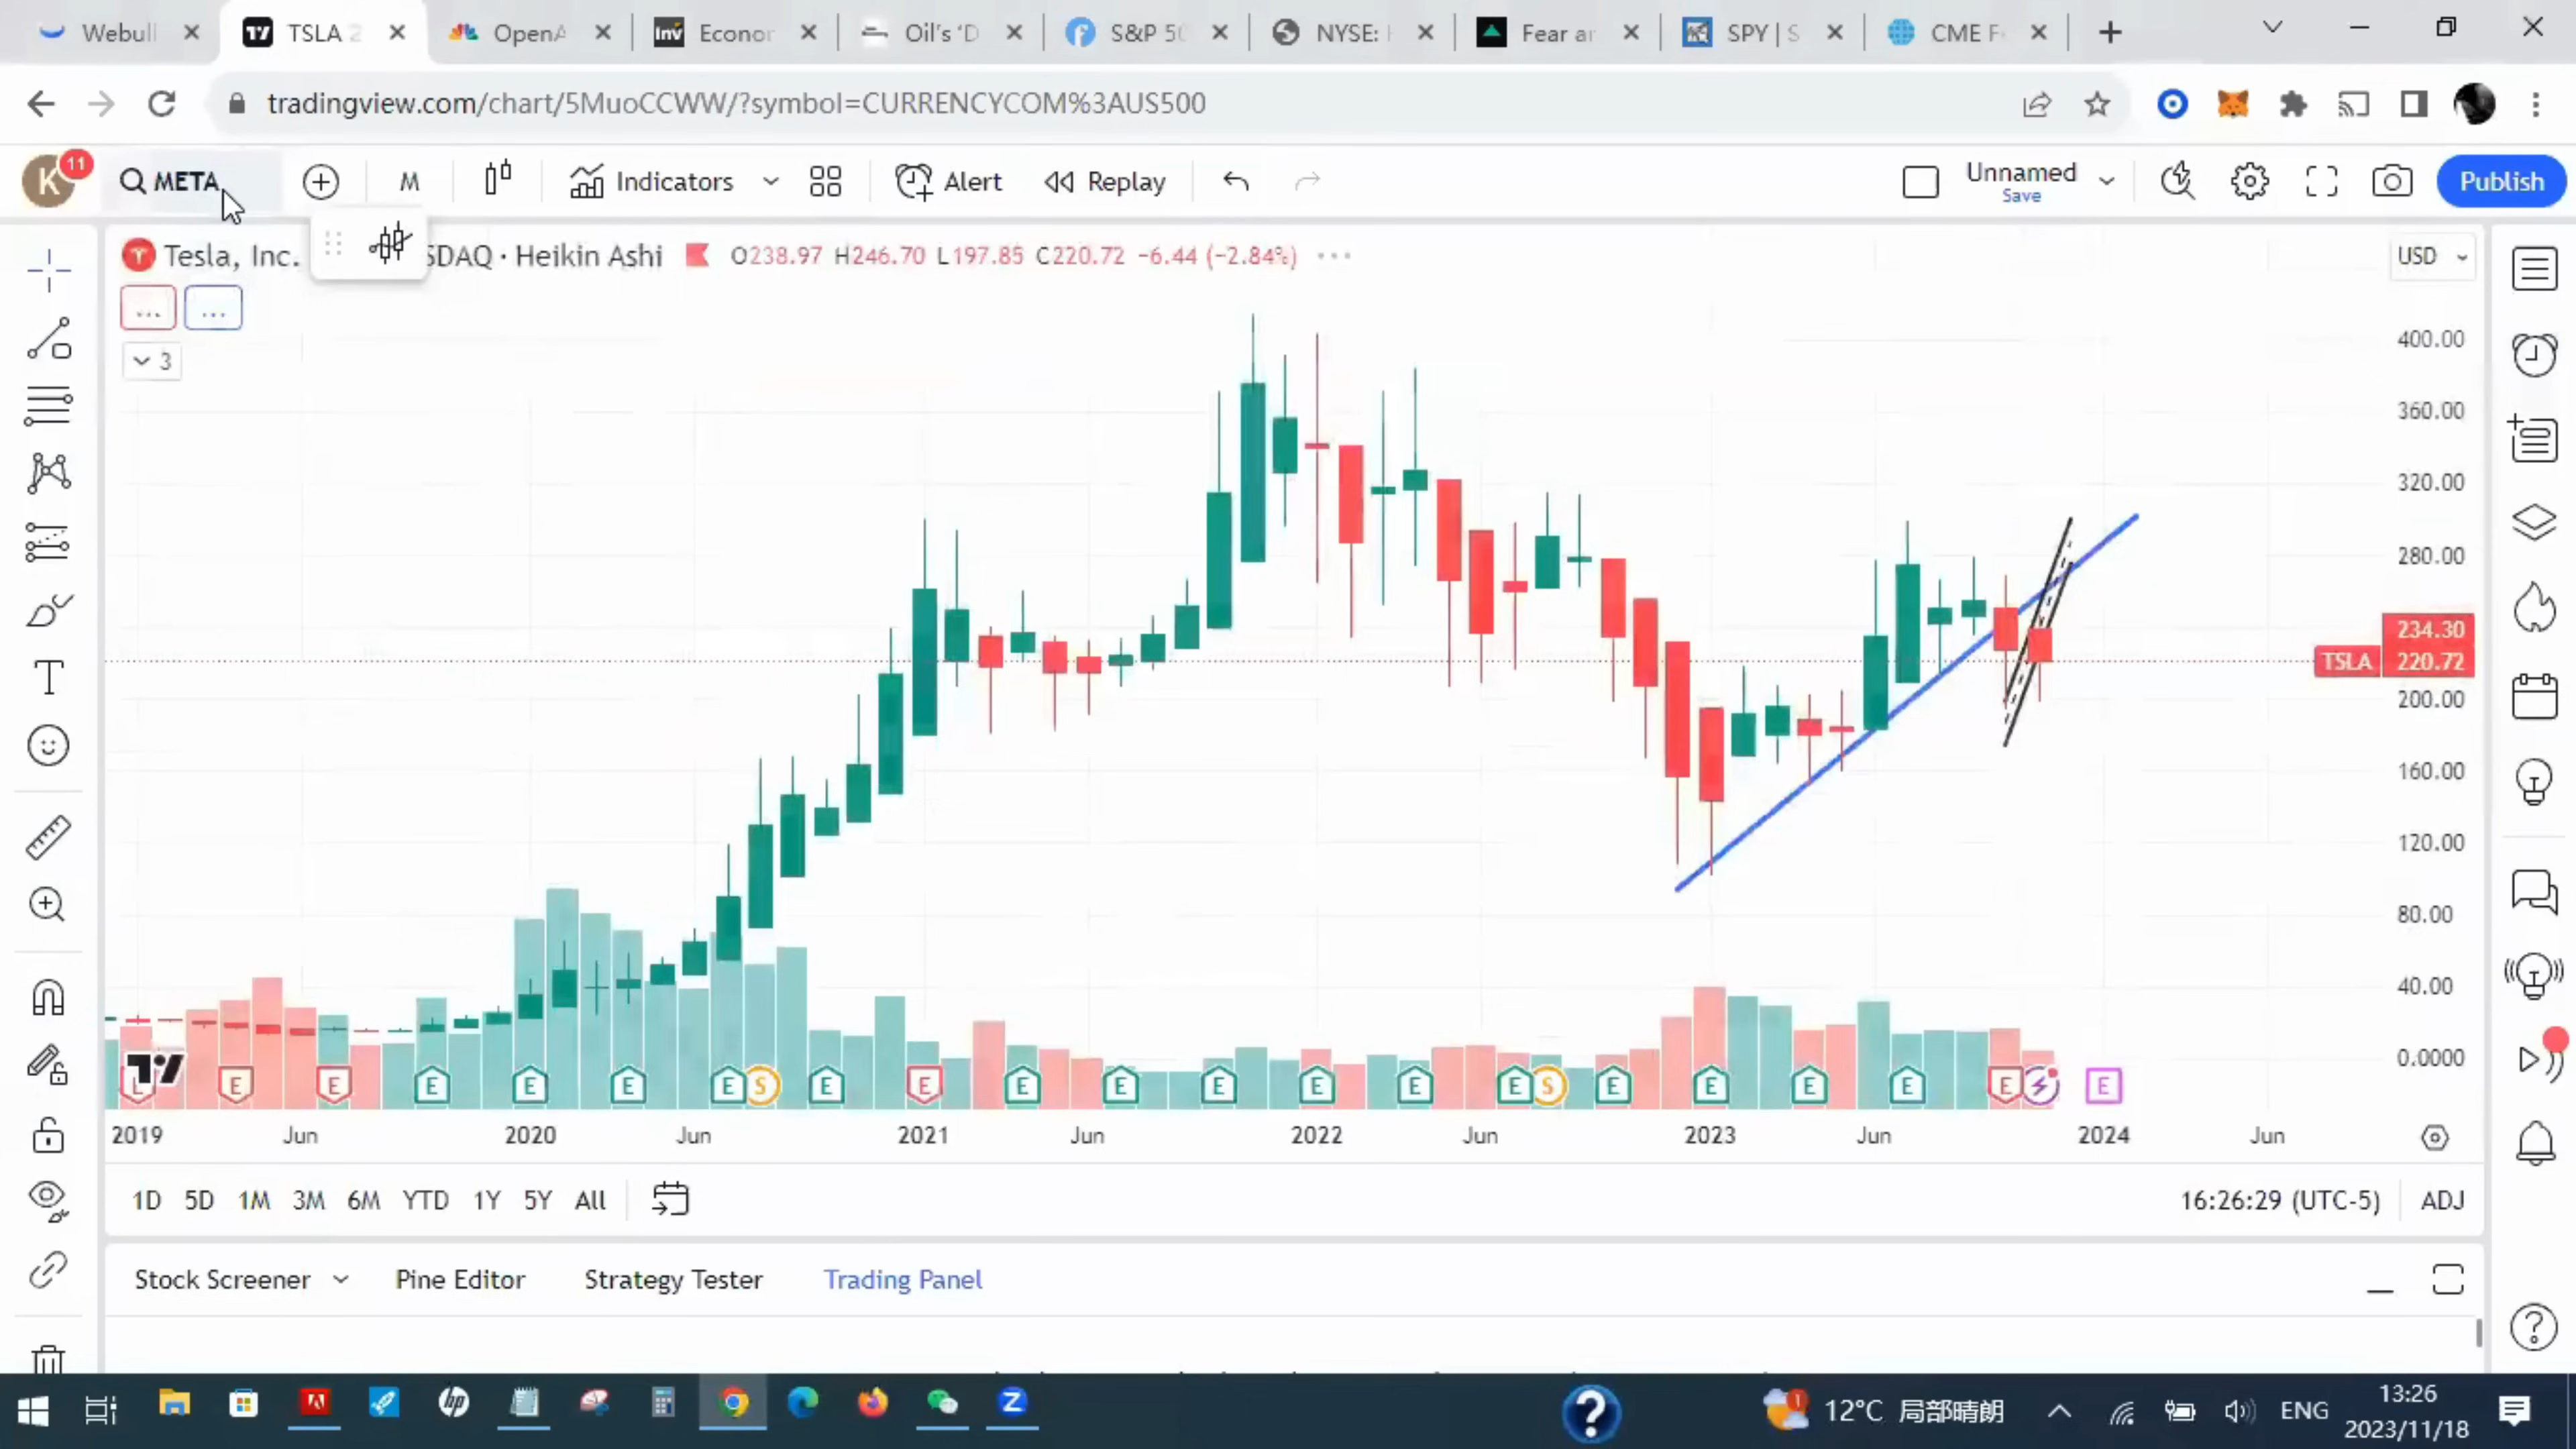 Webull
TSLA 2
OpenA
Econor
Oil's 'D
S&P 50
NYSE:
Fear ar
SPY | S
CME F
tradingview.com/chart/5MuoCCWW/?symbol=CURRENCYCOM%3AUS500
K
11
META
M
Indicators
Alert
Replay
Unnamed
Save
Publish
Tesla, Inc.
SDAQ · Heikin Ashi
O238.97 H246.70 L197.85 C220.72 −6.44 (−2.84%)
USD
3
400.00
360.00
320.00
280.00
234.30
TSLA 220.72
200.00
160.00
120.00
80.00
40.00
0.0000
E E E E E E S E E E E E E E E S E E E E E E
2019 Jun 2020 Jun 2021 Jun 2022 Jun 2023 Jun 2024 Jun
1D 5D 1M 3M 6M YTD 1Y 5Y All
16:26:29 (UTC-5) ADJ
Stock Screener Pine Editor Strategy Tester Trading Panel
12°C 局部晴朗
ENG
13:26
2023/11/18